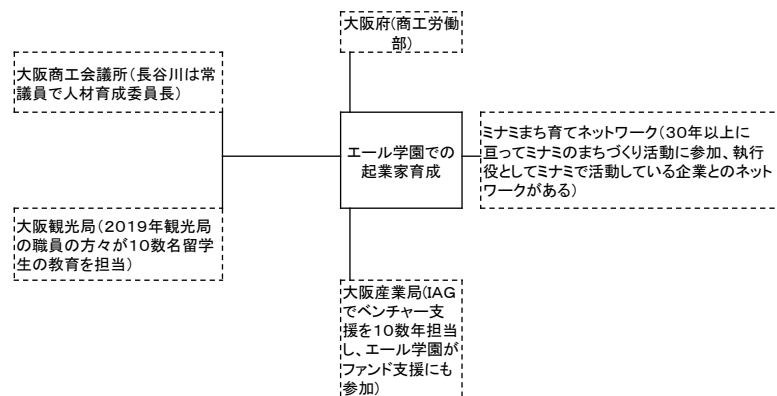 大阪府(商工労働
部)
大阪商工会議所(長谷川は常
議員で人材育成委員長)
エール学園での
起業家育成
ミナミまち育てネットワーク(30年以上に
亘ってミナミのまちづくり活動に参加、執行
役としてミナミで活動している企業とのネット
ワークがある)
大阪観光局(2019年観光局
の職員の方々が10数名留学
生の教育を担当)
大阪産業局(IAG
でベンチャー支
援を10数年担当
し、エール学園が
ファンド支援にも
参加)